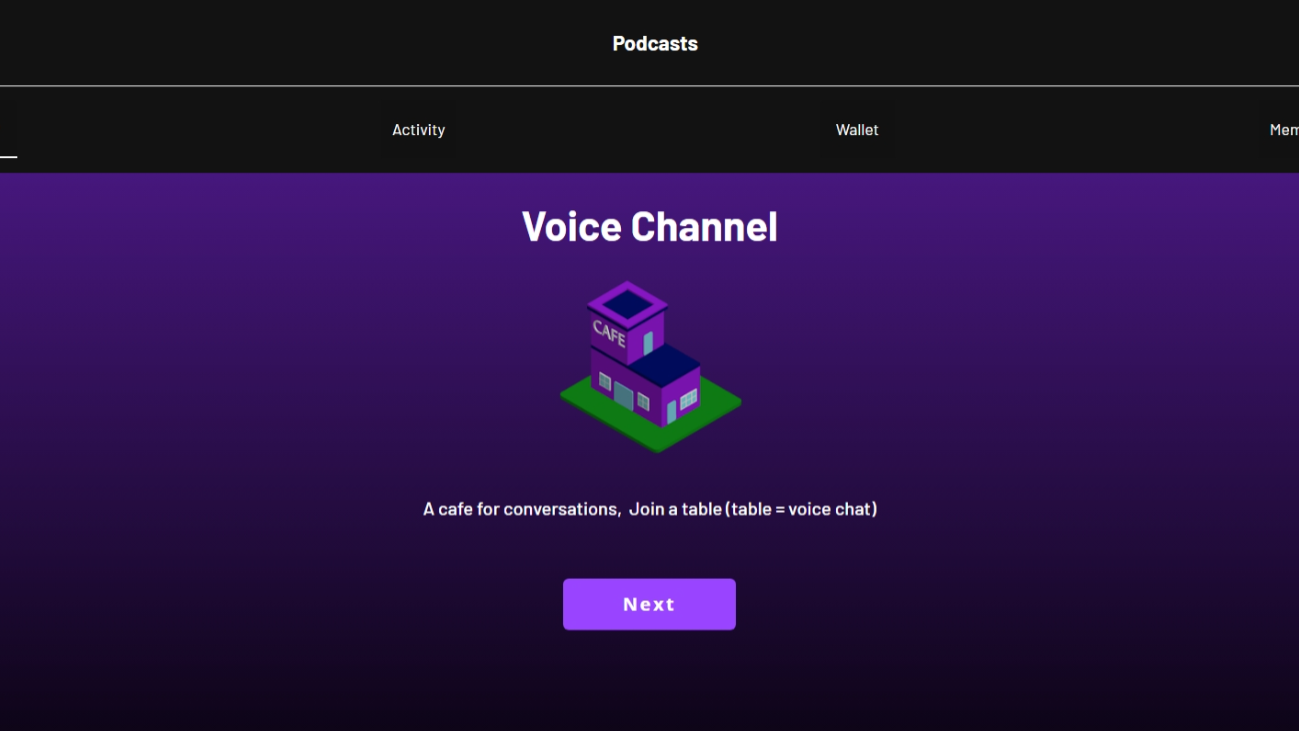 Podcasts
Activity Wallet Mem
Voice Channel
CAFE
A cafe for conversations, Join a table (table = voice chat)
Next